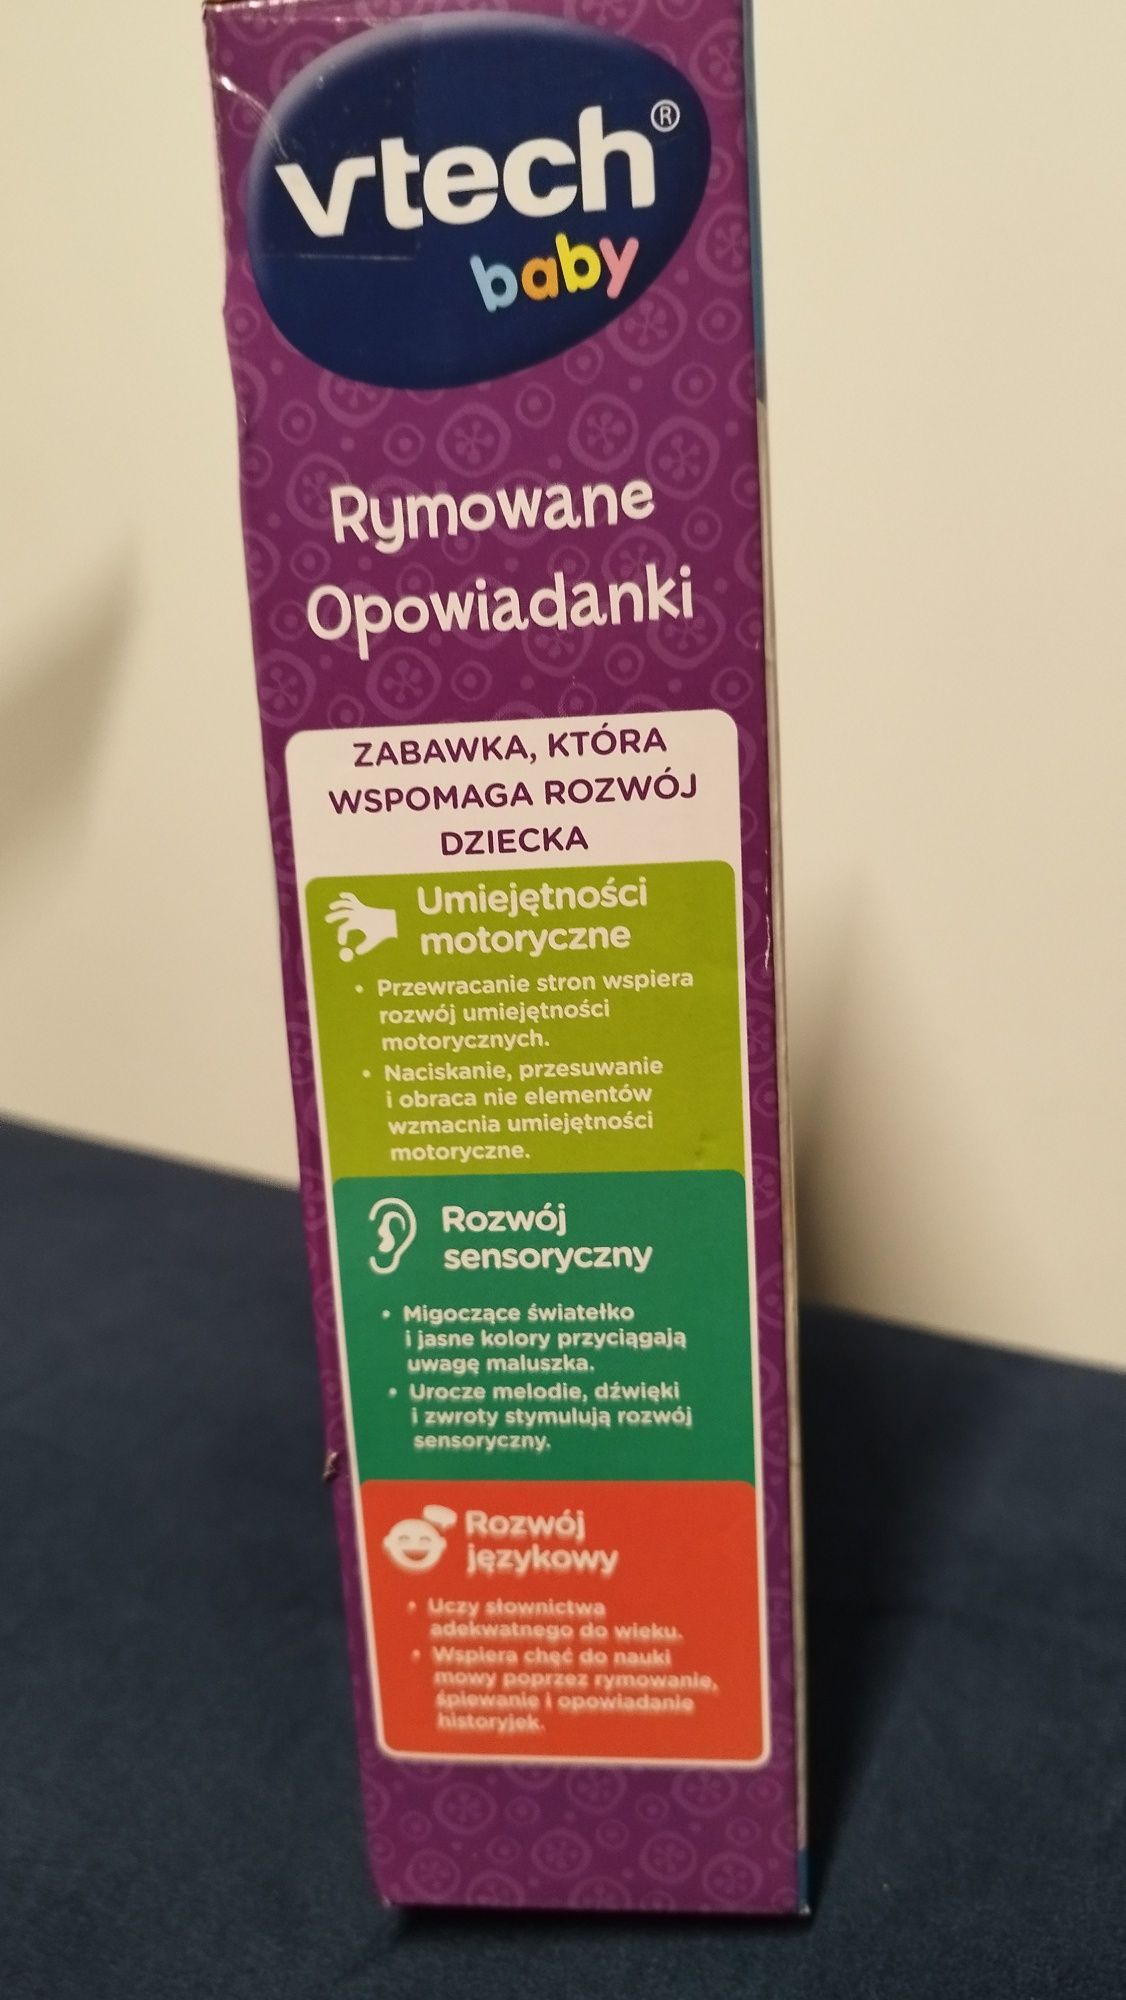 vtech®
baby
Rymowane
Opowiadanki
ZABAWKA, KTÓRA
WSPOMAGA ROZWÓJ
DZIECKA
Umiejętności
motoryczne
• Przewracanie stron wspiera
rozwój umiejętności
motorycznych.
• Naciskanie, przesuwanie
i obraca nie elementów
wzmacnia umiejętności
motoryczne.
Rozwój
sensoryczny
• Migoczące światełko
i jasne kolory przyciągają
uwagę maluszka.
• Urocze melodie, dźwięki
i zwroty stymulują rozwój
sensoryczny.
Rozwój
językowy
• Uczy słownictwa
adekwatnego do wieku.
• Wspiera chęć do nauki
mowy poprzez rymowanie,
śpiewanie i opowiadanie
historyjek.